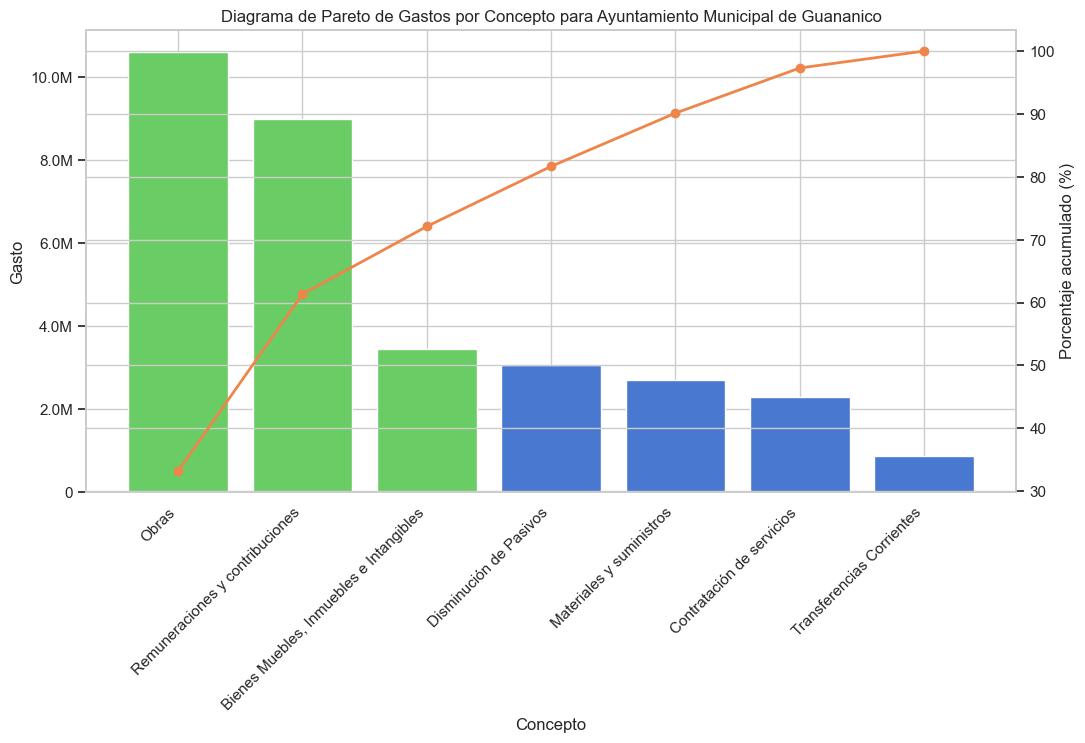 Diagrama de Pareto de Gastos por Concepto para Ayuntamiento Municipal de Guananico
Gasto
10.0M
8.0M
6.0M
4.0M
2.0M
0
100
90
80
70
60
50
40
30
Porcentaje acumulado (%)
Obras
Remuneraciones y contribuciones
Bienes Muebles, Inmuebles e Intangibles
Disminución de Pasivos
Materiales y suministros
Contratación de servicios
Transferencias Corrientes
Concepto